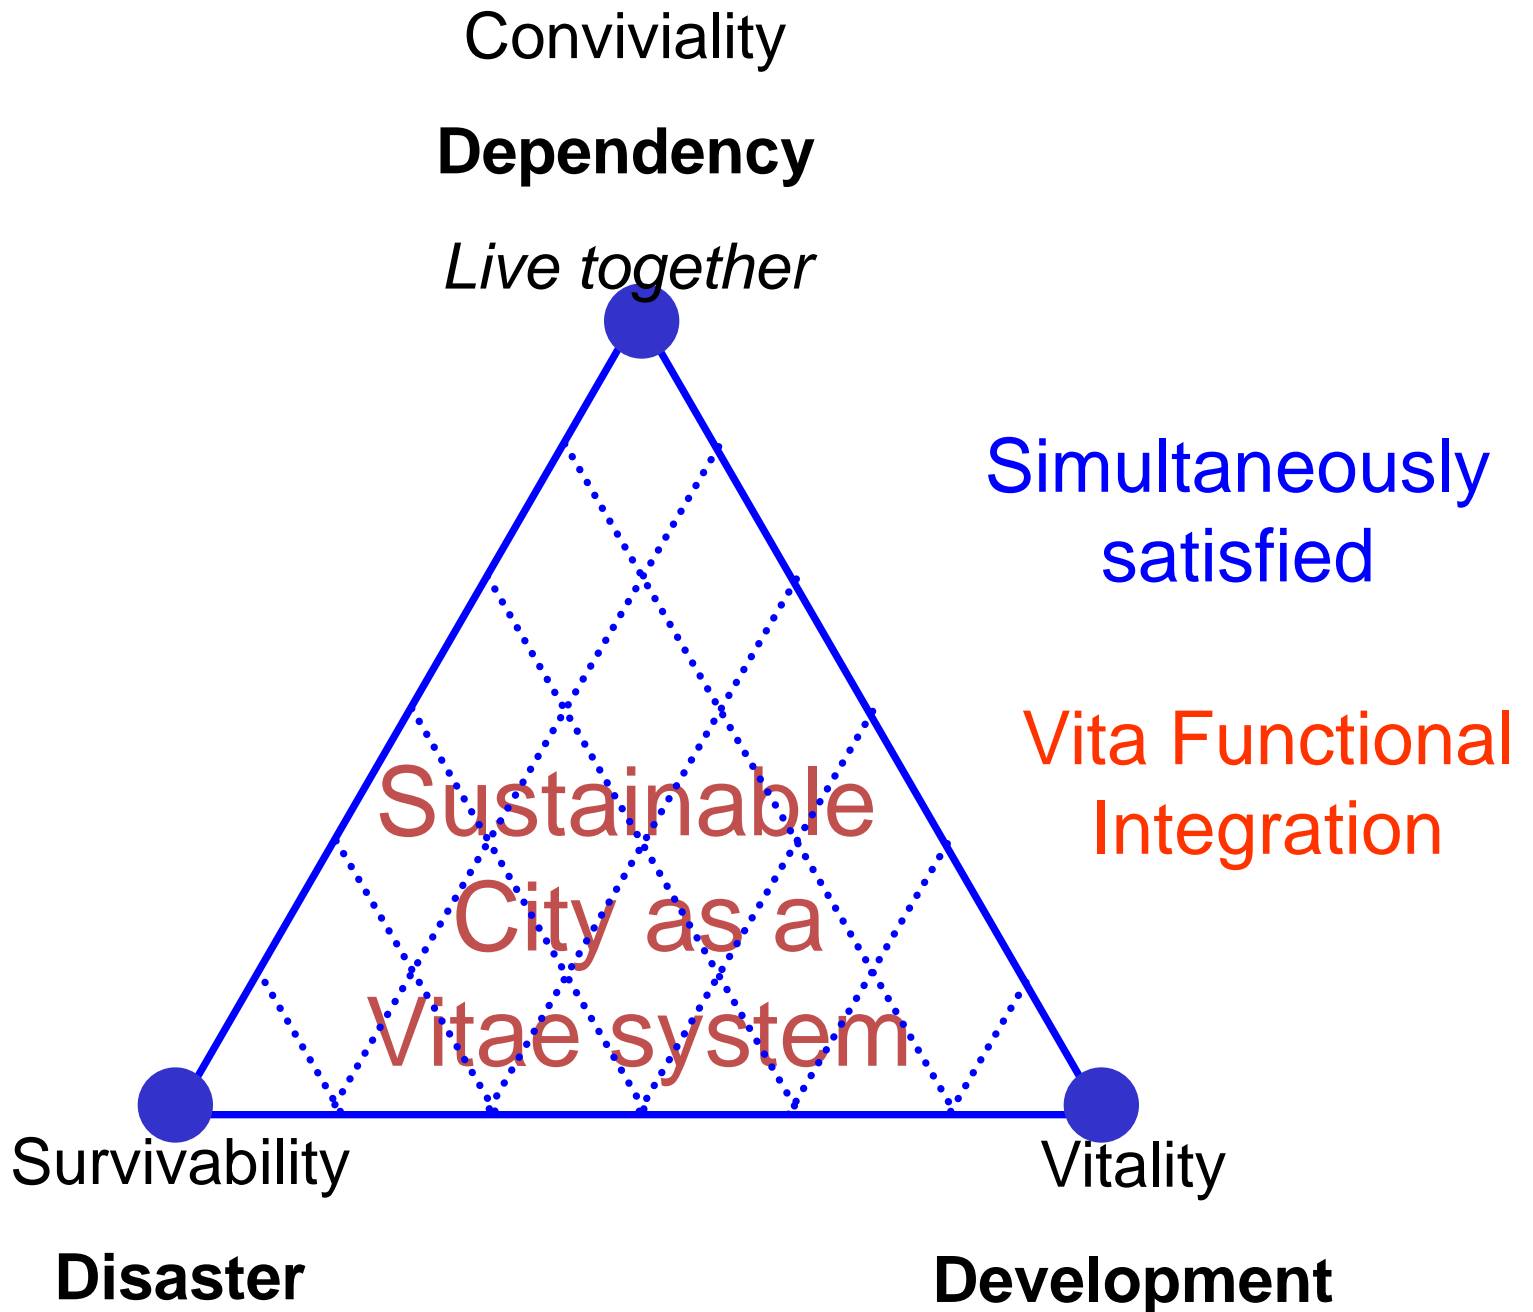 Conviviality
Dependency
Live together
Simultaneously
satisfied
Vita Functional
Integration
Sustainable
City as a
Vitae system
Survivability
Vitality
Disaster
Development